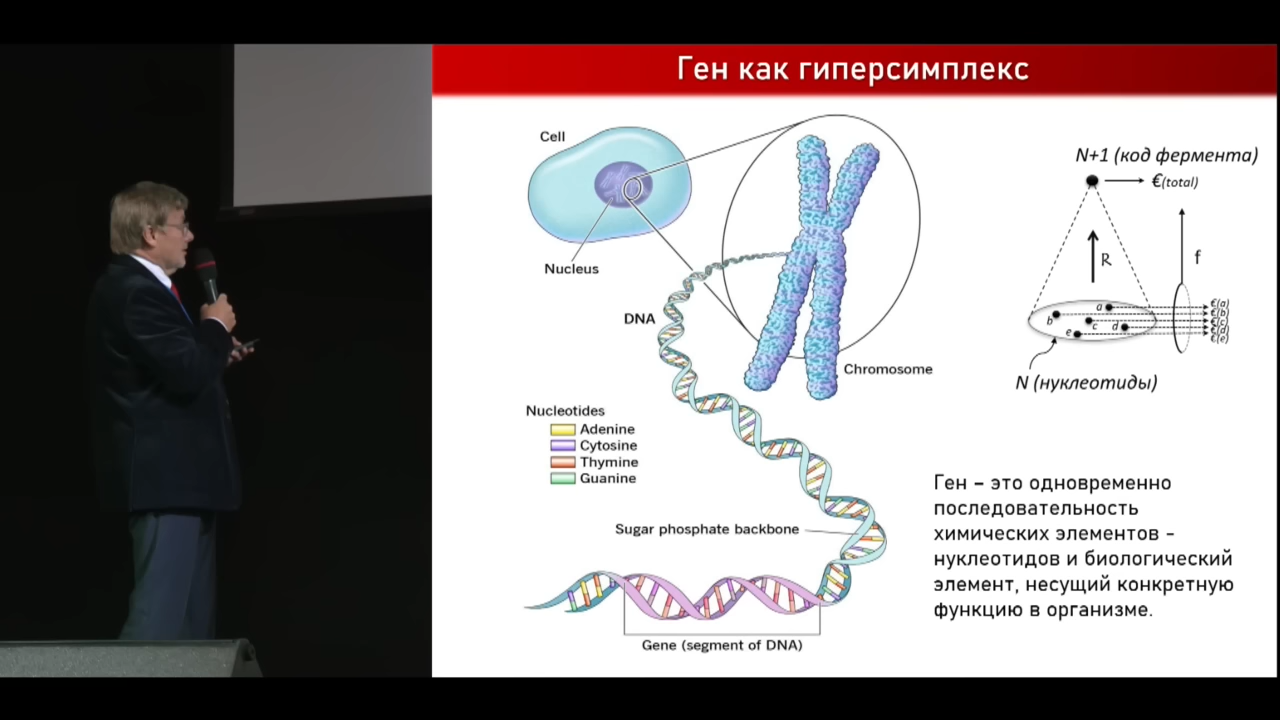 Ген как гиперсимплекс
Cell
Nucleus
DNA
Chromosome
Nucleotides
Adenine
Cytosine
Thymine
Guanine
Sugar phosphate backbone
Gene (segment of DNA)
N+1 (код фермента)
€(total)
R
f
a
b
c
d
e
€(a)
€(b)
€(c)
€(d)
€(e)
N (нуклеотиды)
Ген – это одновременно
последовательность
химических элементов -
нуклеотидов и биологический
элемент, несущий конкретную
функцию в организме.